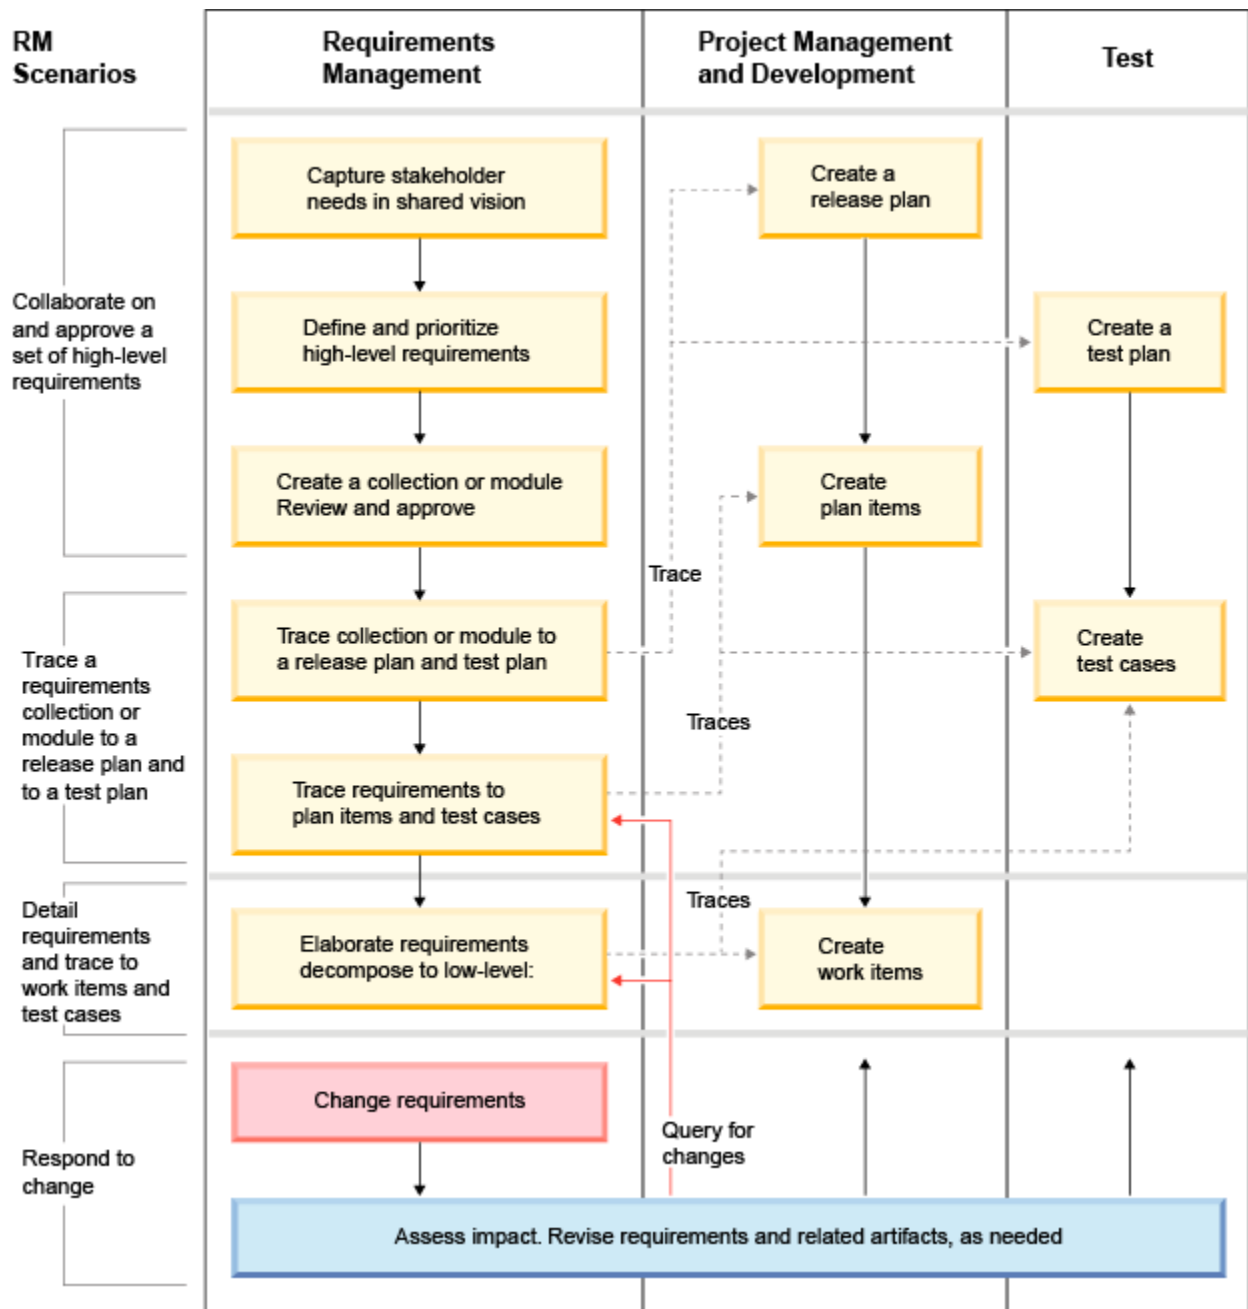 RM
Scenarios
Requirements
Management
Project Management
and Development
Test
Collaborate on
and approve a
set of high-level
requirements
Capture stakeholder
needs in shared vision
Create a
release plan
Define and prioritize
high-level requirements
Create a
test plan
Create a collection or module
Review and approve
Create
plan items
Trace
Trace a
requirements
collection or
module to a
release plan and
to a test plan
Trace collection or module to
a release plan and test plan
Create
test cases
Traces
Trace requirements to
plan items and test cases
Detail
requirements
and trace to
work items and
test cases
Traces
Elaborate requirements
decompose to low-level:
Create
work items
Respond to
change
Change requirements
Query for
changes
Assess impact. Revise requirements and related artifacts, as needed